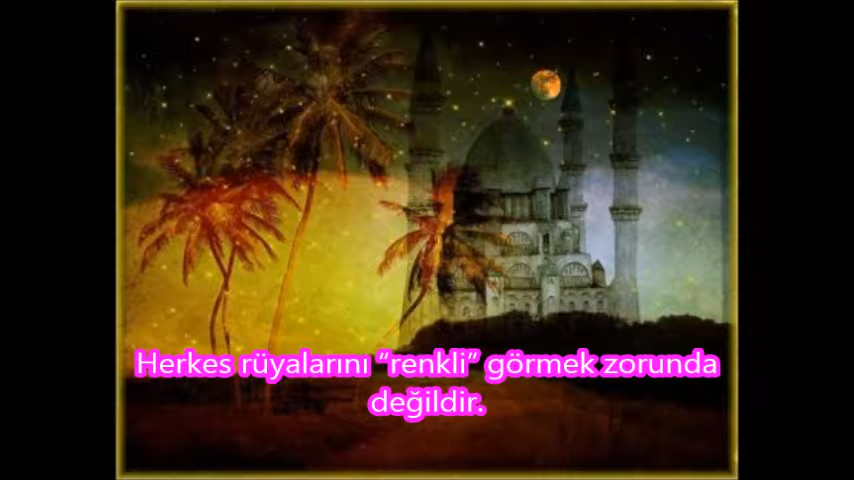 Herkes rüyalarını “renkli” görmek zorunda
değildir.